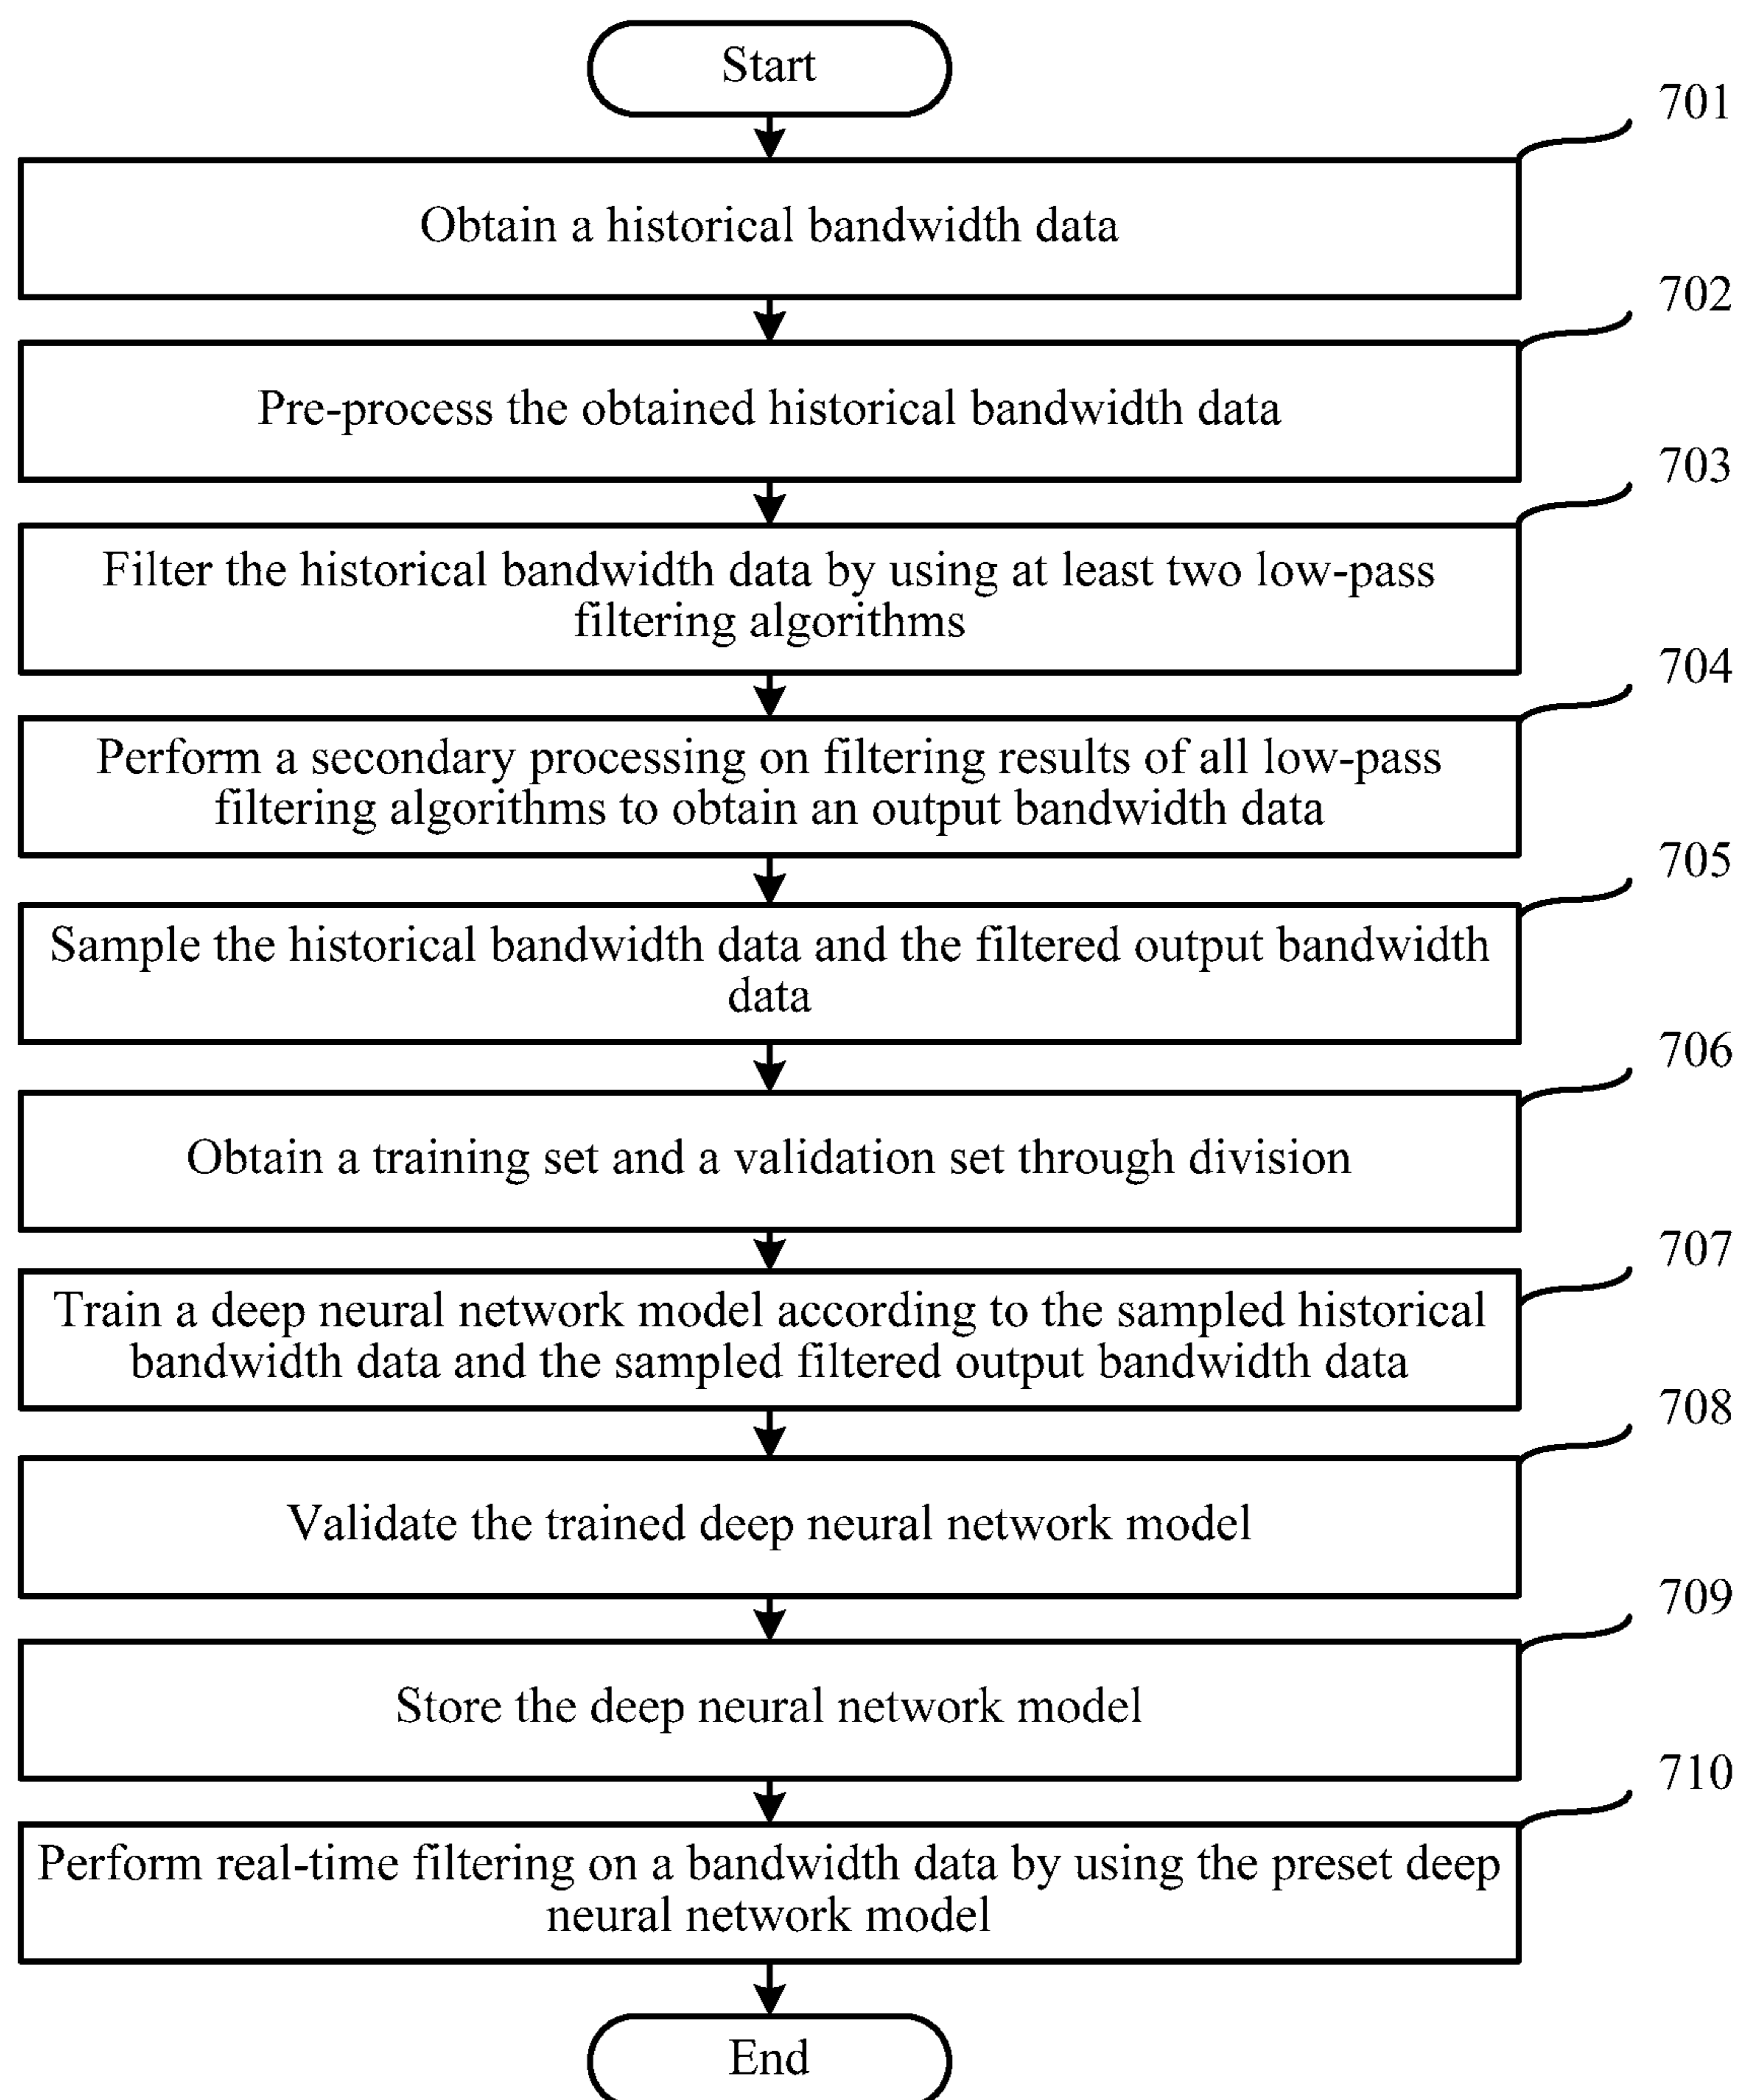 Start
701
Obtain a historical bandwidth data
702
Pre-process the obtained historical bandwidth data
703
Filter the historical bandwidth data by using at least two low-pass
filtering algorithms
704
Perform a secondary processing on filtering results of all low-pass
filtering algorithms to obtain an output bandwidth data
705
Sample the historical bandwidth data and the filtered output bandwidth
data
706
Obtain a training set and a validation set through division
707
Train a deep neural network model according to the sampled historical
bandwidth data and the sampled filtered output bandwidth data
708
Validate the trained deep neural network model
709
Store the deep neural network model
710
Perform real-time filtering on a bandwidth data by using the preset deep
neural network model
End